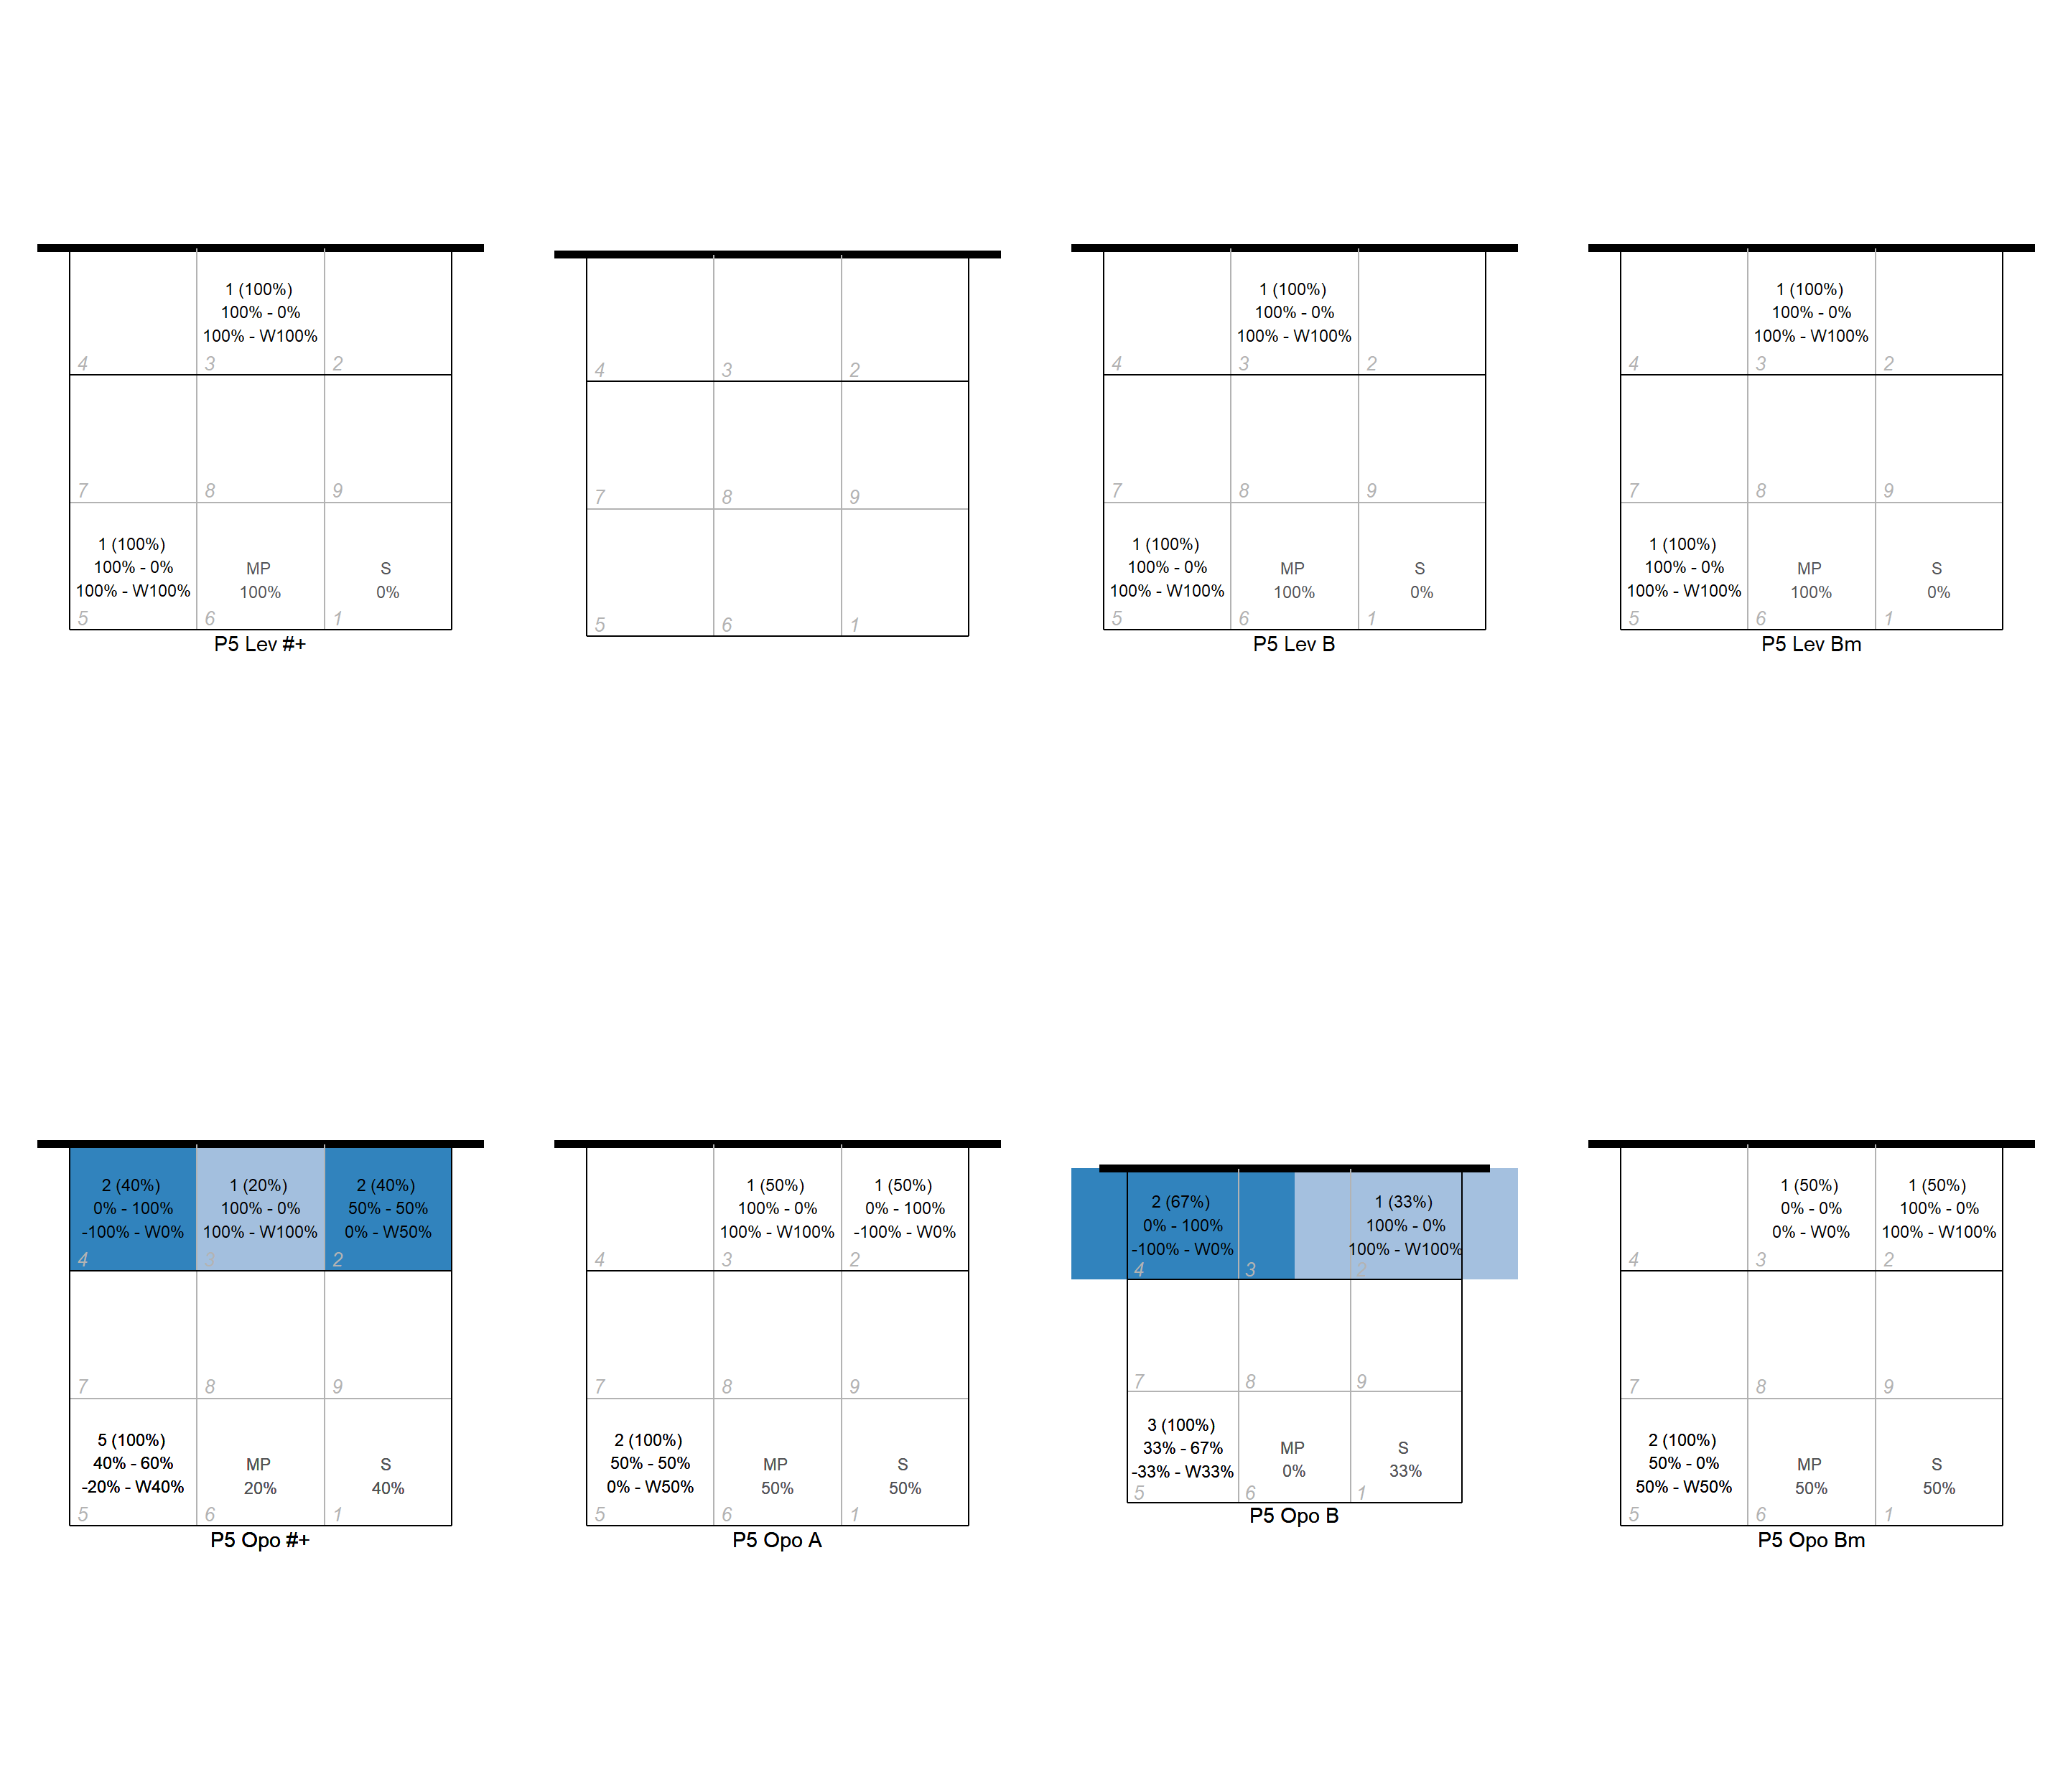 1 (100%)
100% - 0%
100% - W100%
4
3
2
7
8
9
1 (100%)
100% - 0%
100% - W100%
MP
100%
S
0%
5
6
1
P5 Lev #+
4
3
2
7
8
9
5
6
1
1 (100%)
100% - 0%
100% - W100%
4
3
2
7
8
9
1 (100%)
100% - 0%
100% - W100%
MP
100%
S
0%
5
6
1
P5 Lev B
1 (100%)
100% - 0%
100% - W100%
4
3
2
7
8
9
1 (100%)
100% - 0%
100% - W100%
MP
100%
S
0%
5
6
1
P5 Lev Bm
2 (40%)
0% - 100%
-100% - W0%
1 (20%)
100% - 0%
100% - W100%
2 (40%)
50% - 50%
0% - W50%
4
3
2
7
8
9
5 (100%)
40% - 60%
-20% - W40%
MP
20%
S
40%
5
6
1
P5 Opo #+
1 (50%)
100% - 0%
100% - W100%
1 (50%)
0% - 100%
-100% - W0%
4
3
2
7
8
9
2 (100%)
50% - 50%
0% - W50%
MP
50%
S
50%
5
6
1
P5 Opo A
2 (67%)
0% - 100%
-100% - W0%
1 (33%)
100% - 0%
100% - W100%
4
3
2
7
8
9
3 (100%)
33% - 67%
-33% - W33%
MP
0%
S
33%
5
6
1
P5 Opo B
1 (50%)
0% - 0%
0% - W0%
1 (50%)
100% - 0%
100% - W100%
4
3
2
7
8
9
2 (100%)
50% - 0%
50% - W50%
MP
50%
S
50%
5
6
1
P5 Opo Bm